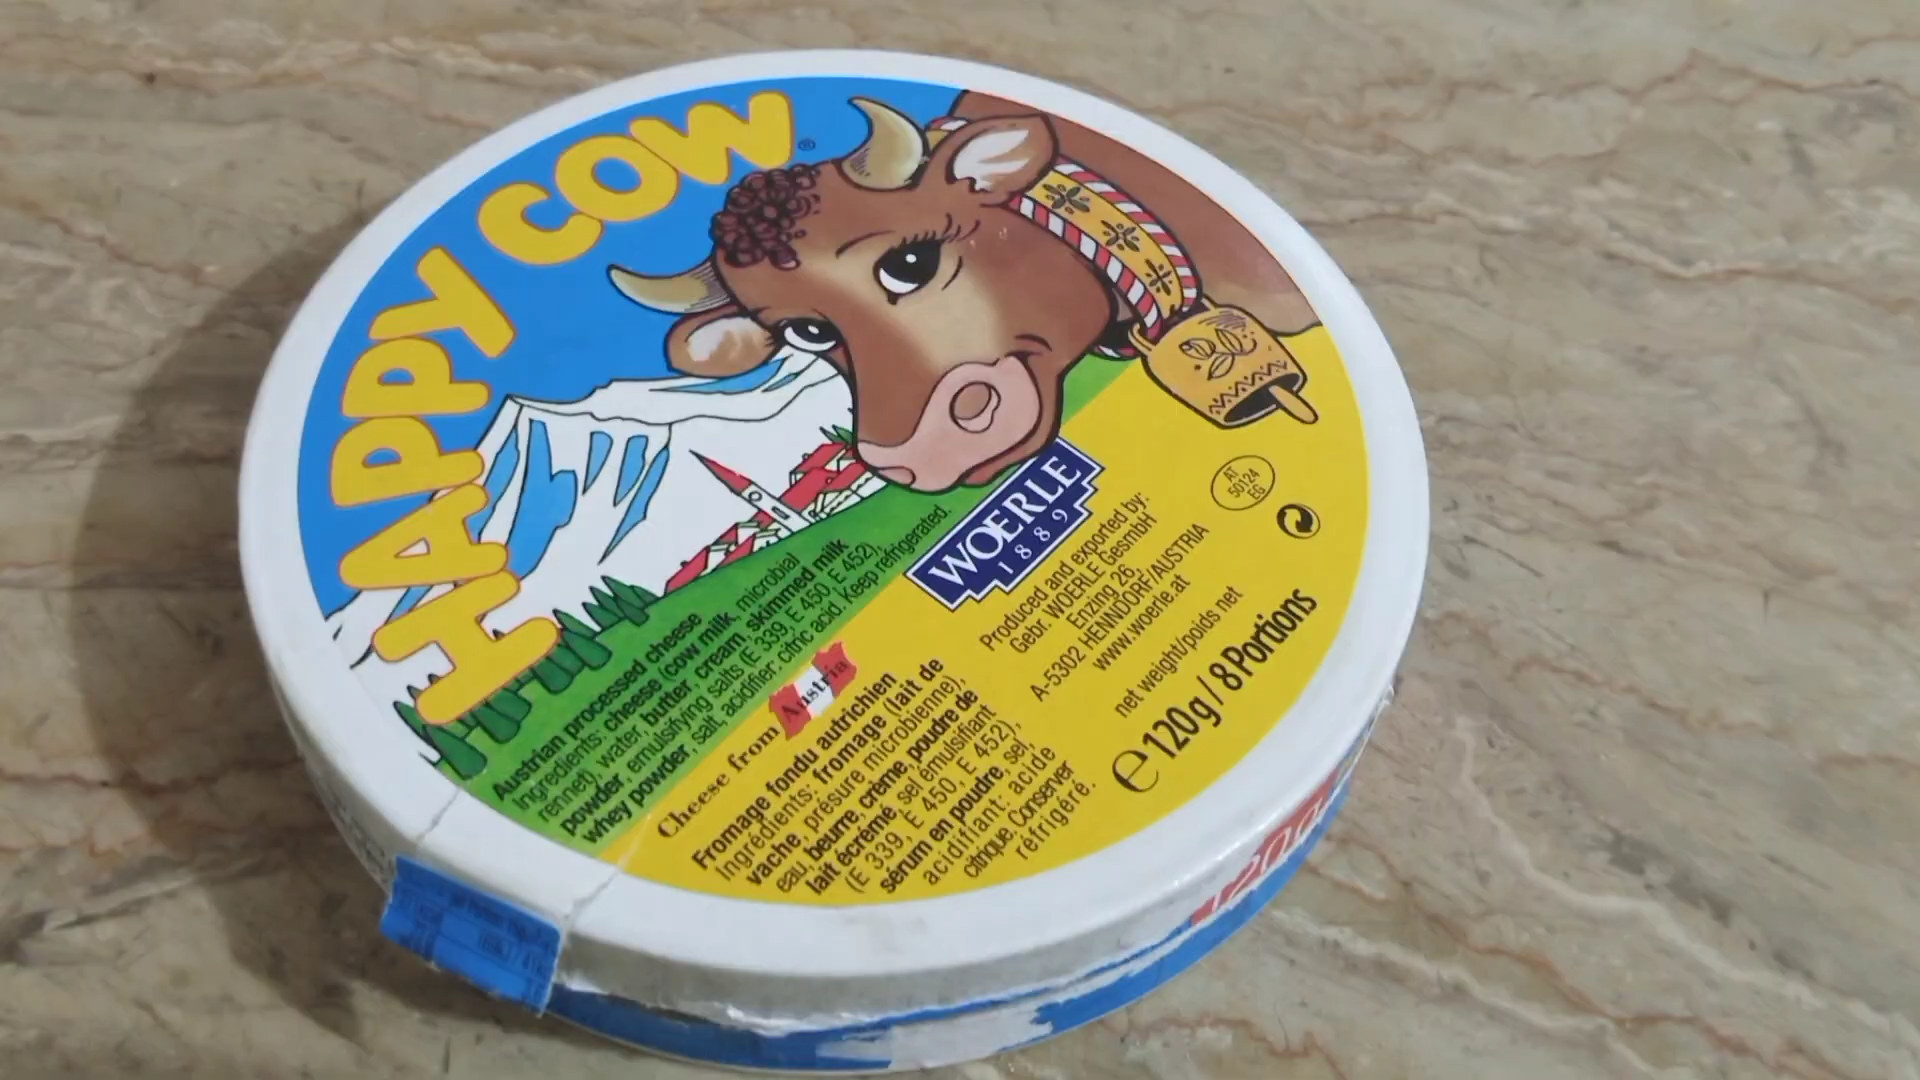 HAPPY COW®
WOERLE
1889
Austrian processed cheese
Ingredients: cheese (cow milk, microbial
rennet), water, butter, cream, skimmed milk
powder, emulsifying salts (E 339, E 450, E 452),
whey powder, salt, acidifier: citric acid. Keep refrigerated.
Cheese from Austria
Fromage fondu autrichien
Ingrédients: fromage (lait de
vache, présure microbienne),
eau, beurre, crème, poudre de
lait écrémé, sel émulsifiant
(E 339, E 450, E 452),
sérum en poudre, sel,
acidifiant: acide
citrique. Conserver
réfrigéré.
Produced and exported by:
Gebr. WOERLE GesmbH
Enzing 26,
A-5302 HENNDORF/AUSTRIA
www.woerle.at
AT
50124
EG
net weight/poids net
e 120g / 8 Portions
120g